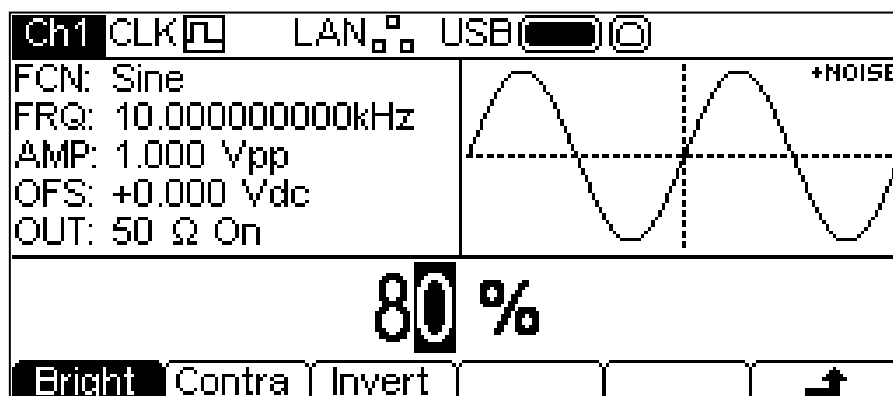 Ch1 CLK LAN USB
FCN: Sine
FRQ: 10.000000000kHz
AMP: 1.000 Vpp
OFS: +0.000 Vdc
OUT: 50 Ω On
+NOISE
80 %
Bright Contra Invert